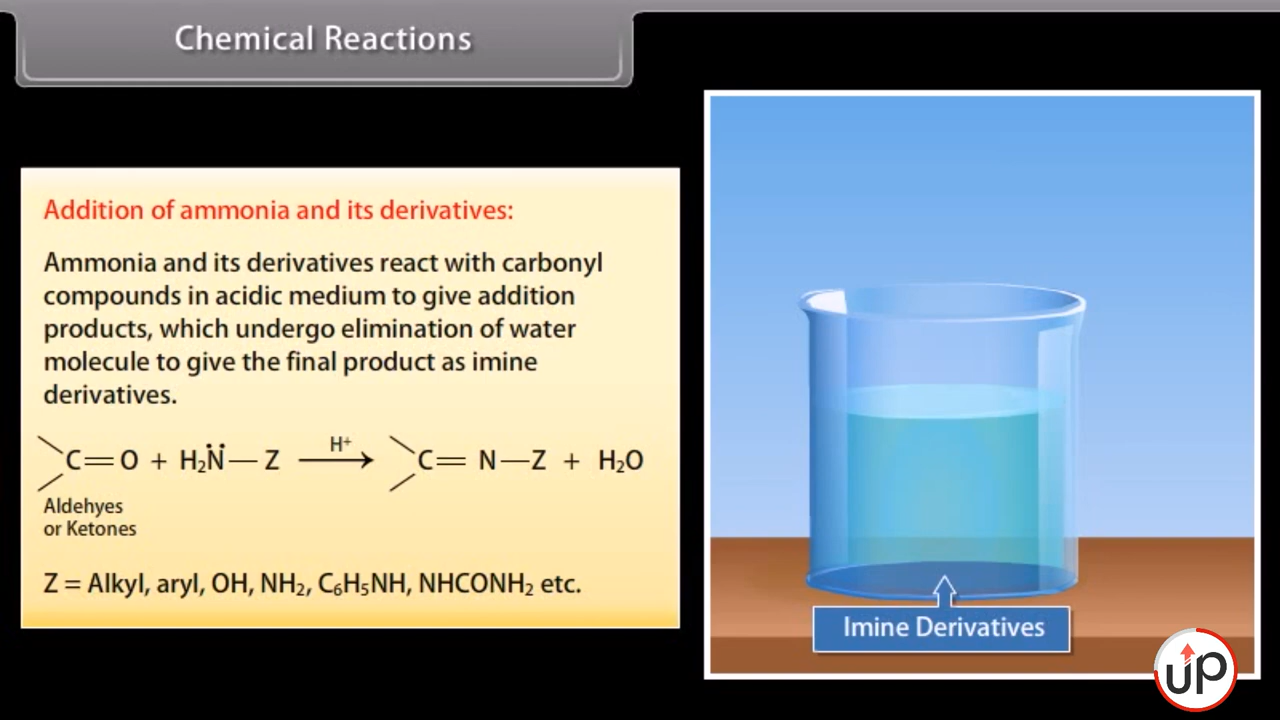 Chemical Reactions
Addition of ammonia and its derivatives:
Ammonia and its derivatives react with carbonyl
compounds in acidic medium to give addition
products, which undergo elimination of water
molecule to give the final product as imine
derivatives.
H⁺
C=O + H₂N̈—Z ⟶ C= N—Z + H₂O
Aldehyes
or Ketones
Z = Alkyl, aryl, OH, NH₂, C₆H₅NH, NHCONH₂ etc.
Imine Derivatives
UP